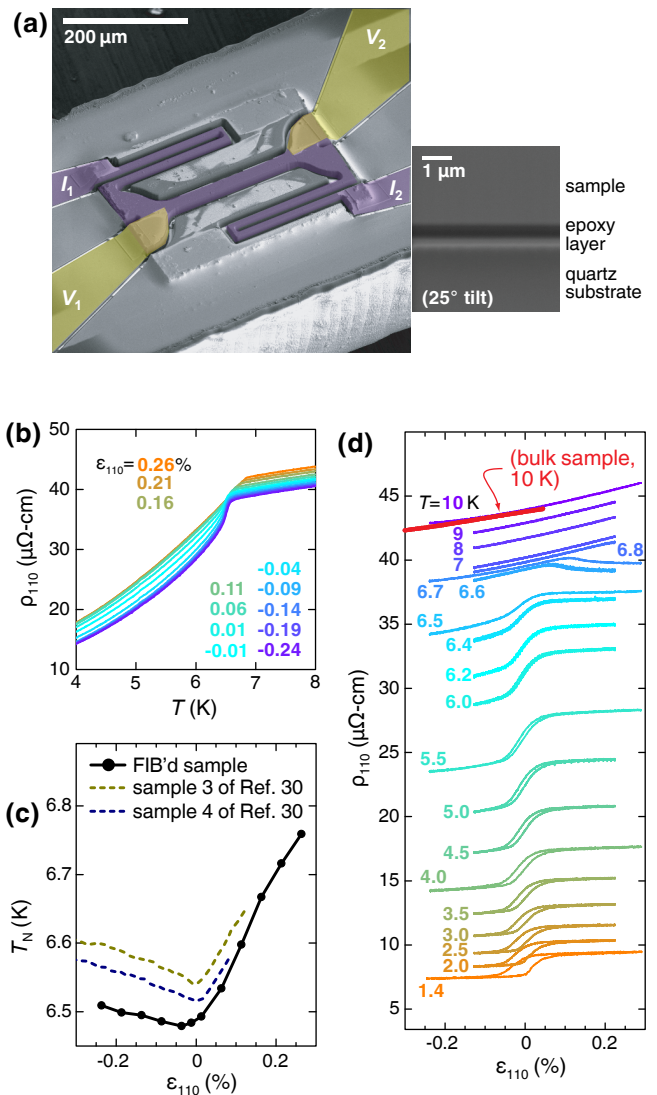 (a)
200 μm
V2
I1
I2
V1
1 μm
sample
epoxy
layer
quartz
substrate
(25° tilt)
(b)
50
40
30
20
10
ρ110 (μΩ-cm)
ε110= 0.26%
0.21
0.16
-0.04
0.11 -0.09
0.06 -0.14
0.01 -0.19
-0.01 -0.24
4 5 6 7 8
T (K)
(c)
FIB'd sample
sample 3 of Ref. 30
sample 4 of Ref. 30
6.8
6.7
6.6
6.5
TN (K)
-0.2 0 0.2
ε110 (%)
(d)
(bulk sample,
10 K)
T= 10 K
9
8
7
6.8
6.7 6.6
6.5
6.4
6.2
6.0
5.5
5.0
4.5
4.0
3.5
3.0
2.5
2.0
1.4
45
40
35
30
25
20
15
10
5
ρ110 (μΩ-cm)
-0.2 0.0 0.2
ε110 (%)